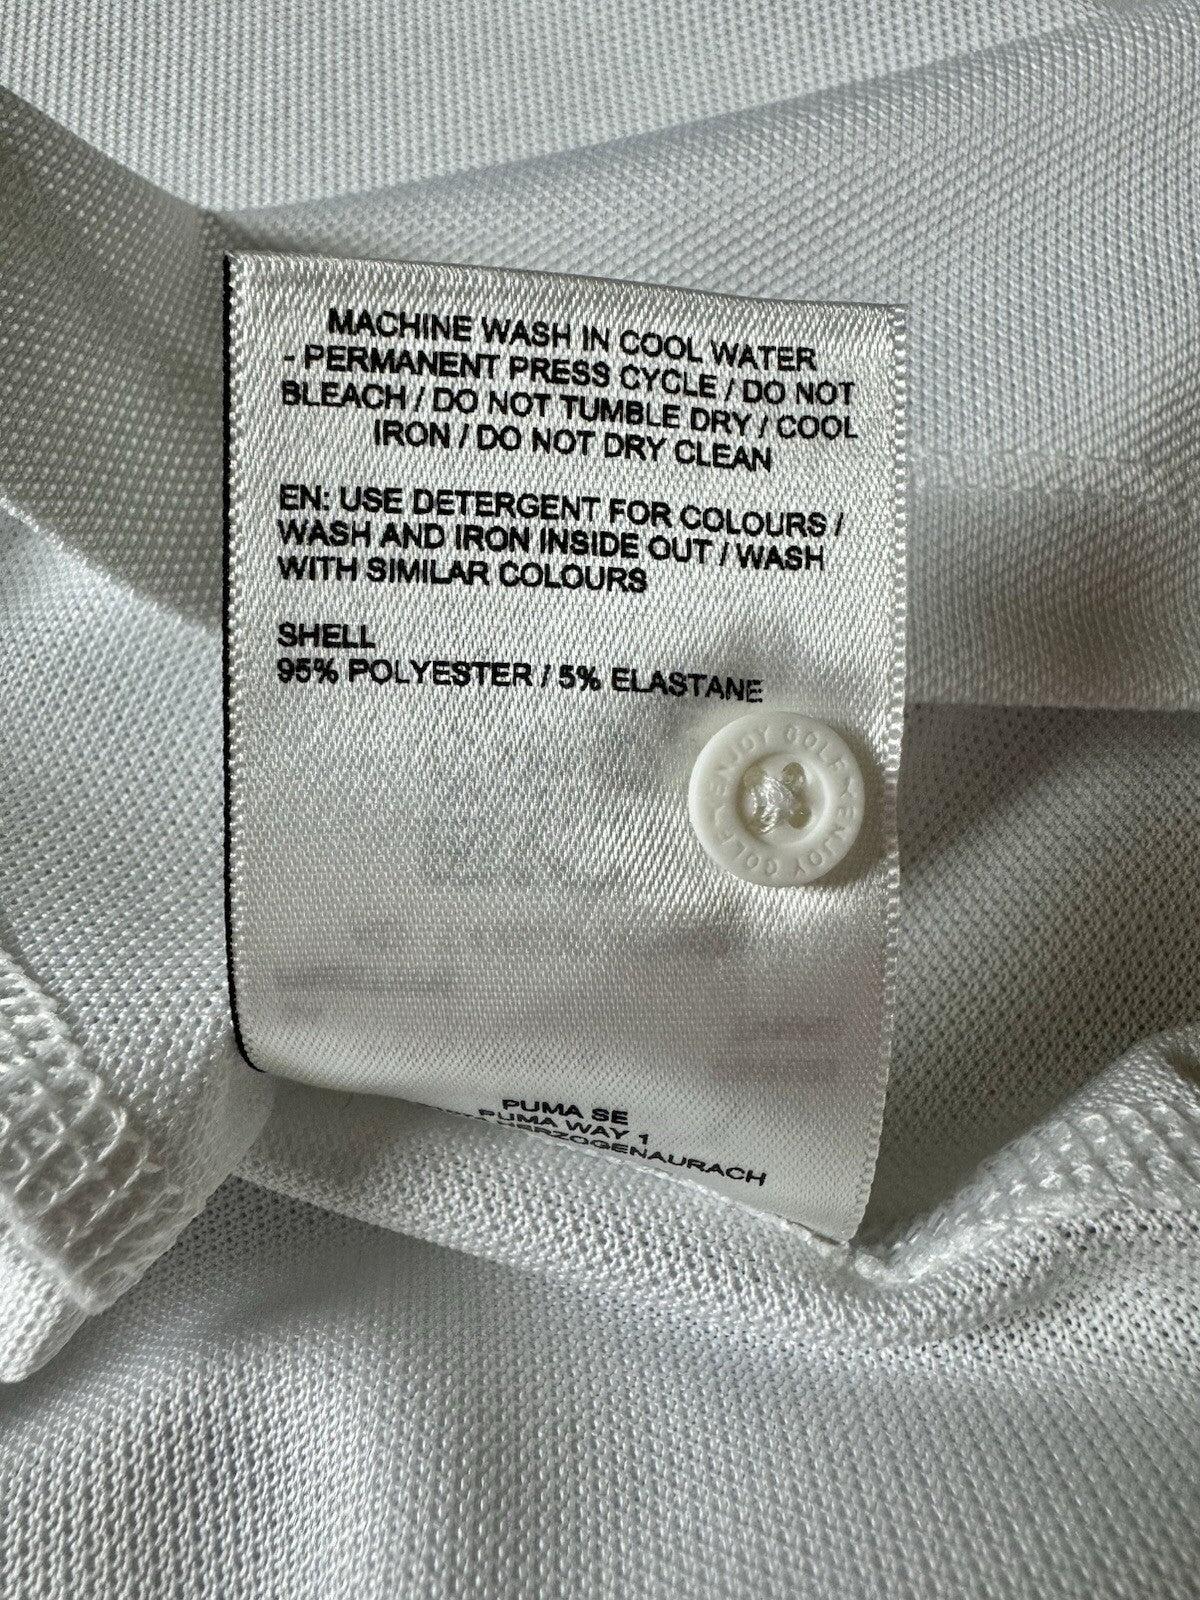 MACHINE WASH IN COOL WATER
- PERMANENT PRESS CYCLE / DO NOT
BLEACH / DO NOT TUMBLE DRY / COOL
IRON / DO NOT DRY CLEAN
EN: USE DETERGENT FOR COLOURS /
WASH AND IRON INSIDE OUT / WASH
WITH SIMILAR COLOURS
SHELL
95% POLYESTER / 5% ELASTANE
ENJOY GOLF Y ENJOY GOLF Y
PUMA SE
PUMA WAY 1
HERZOGENAURACH